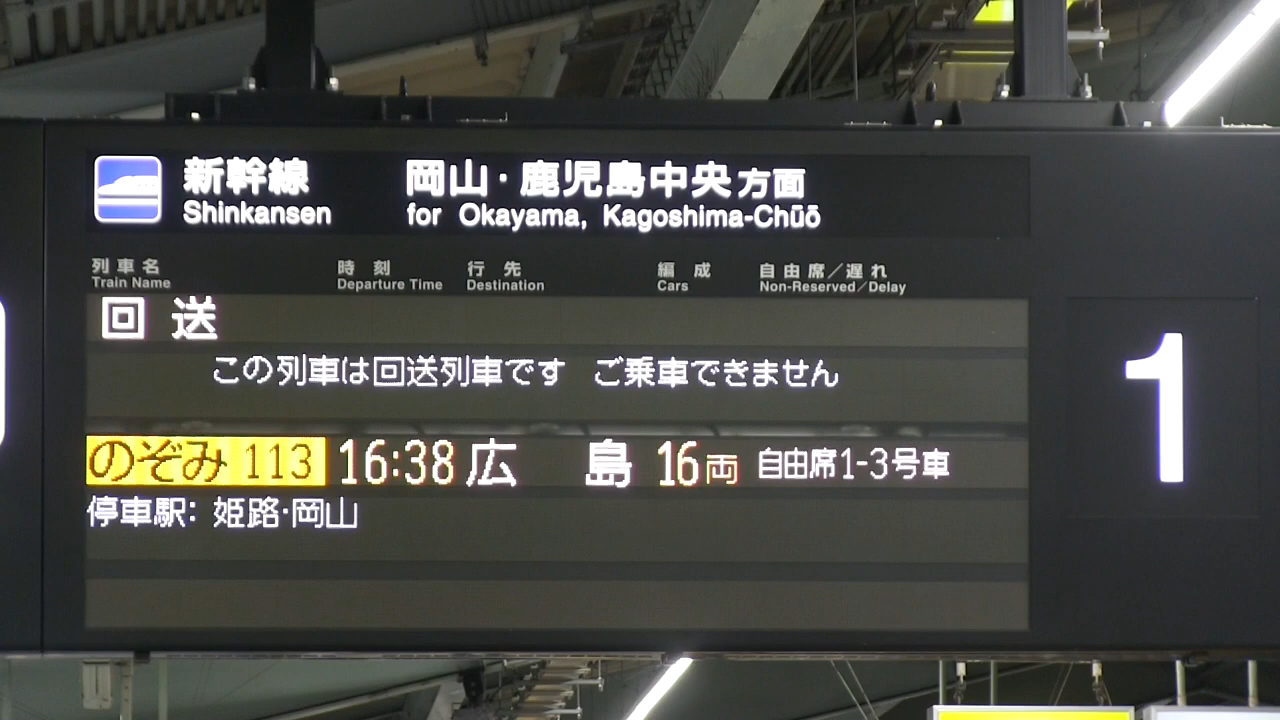 新幹線 岡山・鹿児島中央方面
Shinkansen for Okayama, Kagoshima-Chūō
列車名 時刻 行先 編成 自由席/遅れ
Train Name Departure Time Destination Cars Non-Reserved/Delay
回送
この列車は回送列車です ご乗車できません
1
のぞみ 113 16:38 広島 16両 自由席1-3号車
停車駅: 姫路・岡山